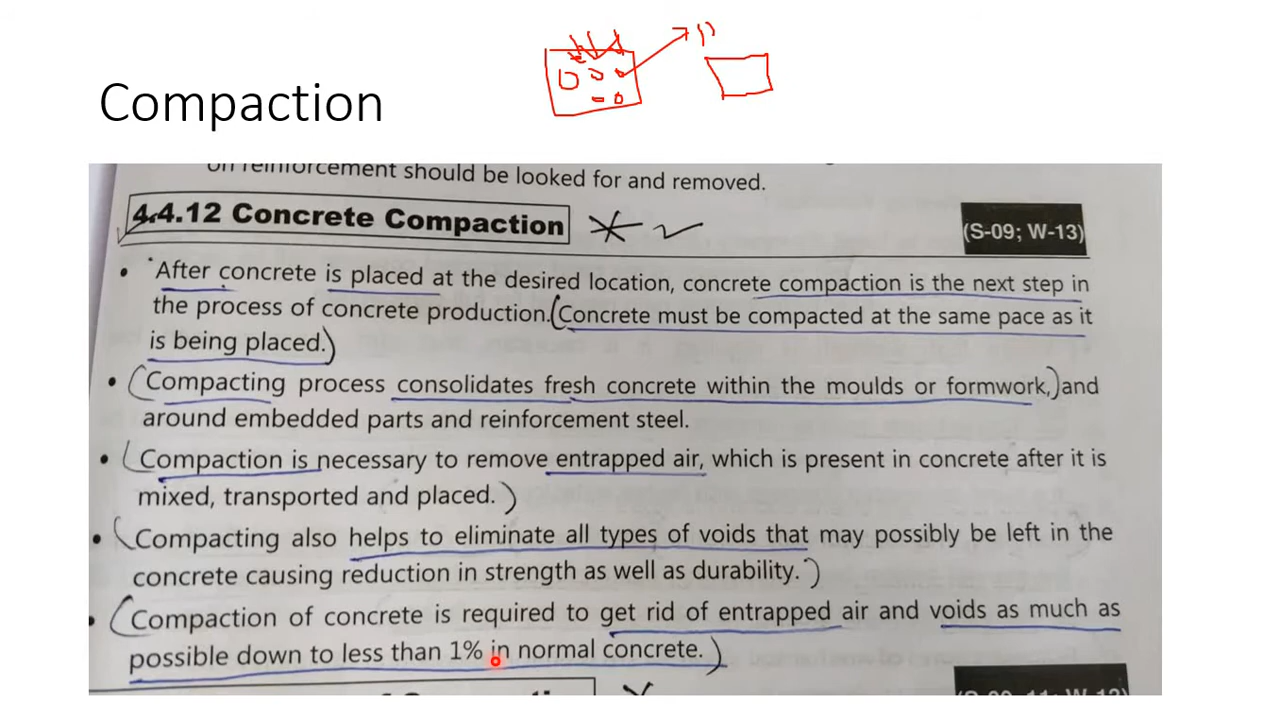 Compaction
on reinforcement should be looked for and removed.
4.4.12 Concrete Compaction
(S-09; W-13)
• After concrete is placed at the desired location, concrete compaction is the next step in
the process of concrete production. (Concrete must be compacted at the same pace as it
is being placed.)
• (Compacting process consolidates fresh concrete within the moulds or formwork,) and
around embedded parts and reinforcement steel.
• (Compaction is necessary to remove entrapped air, which is present in concrete after it is
mixed, transported and placed.)
• (Compacting also helps to eliminate all types of voids that may possibly be left in the
concrete causing reduction in strength as well as durability.)
• (Compaction of concrete is required to get rid of entrapped air and voids as much as
possible down to less than 1% in normal concrete.)